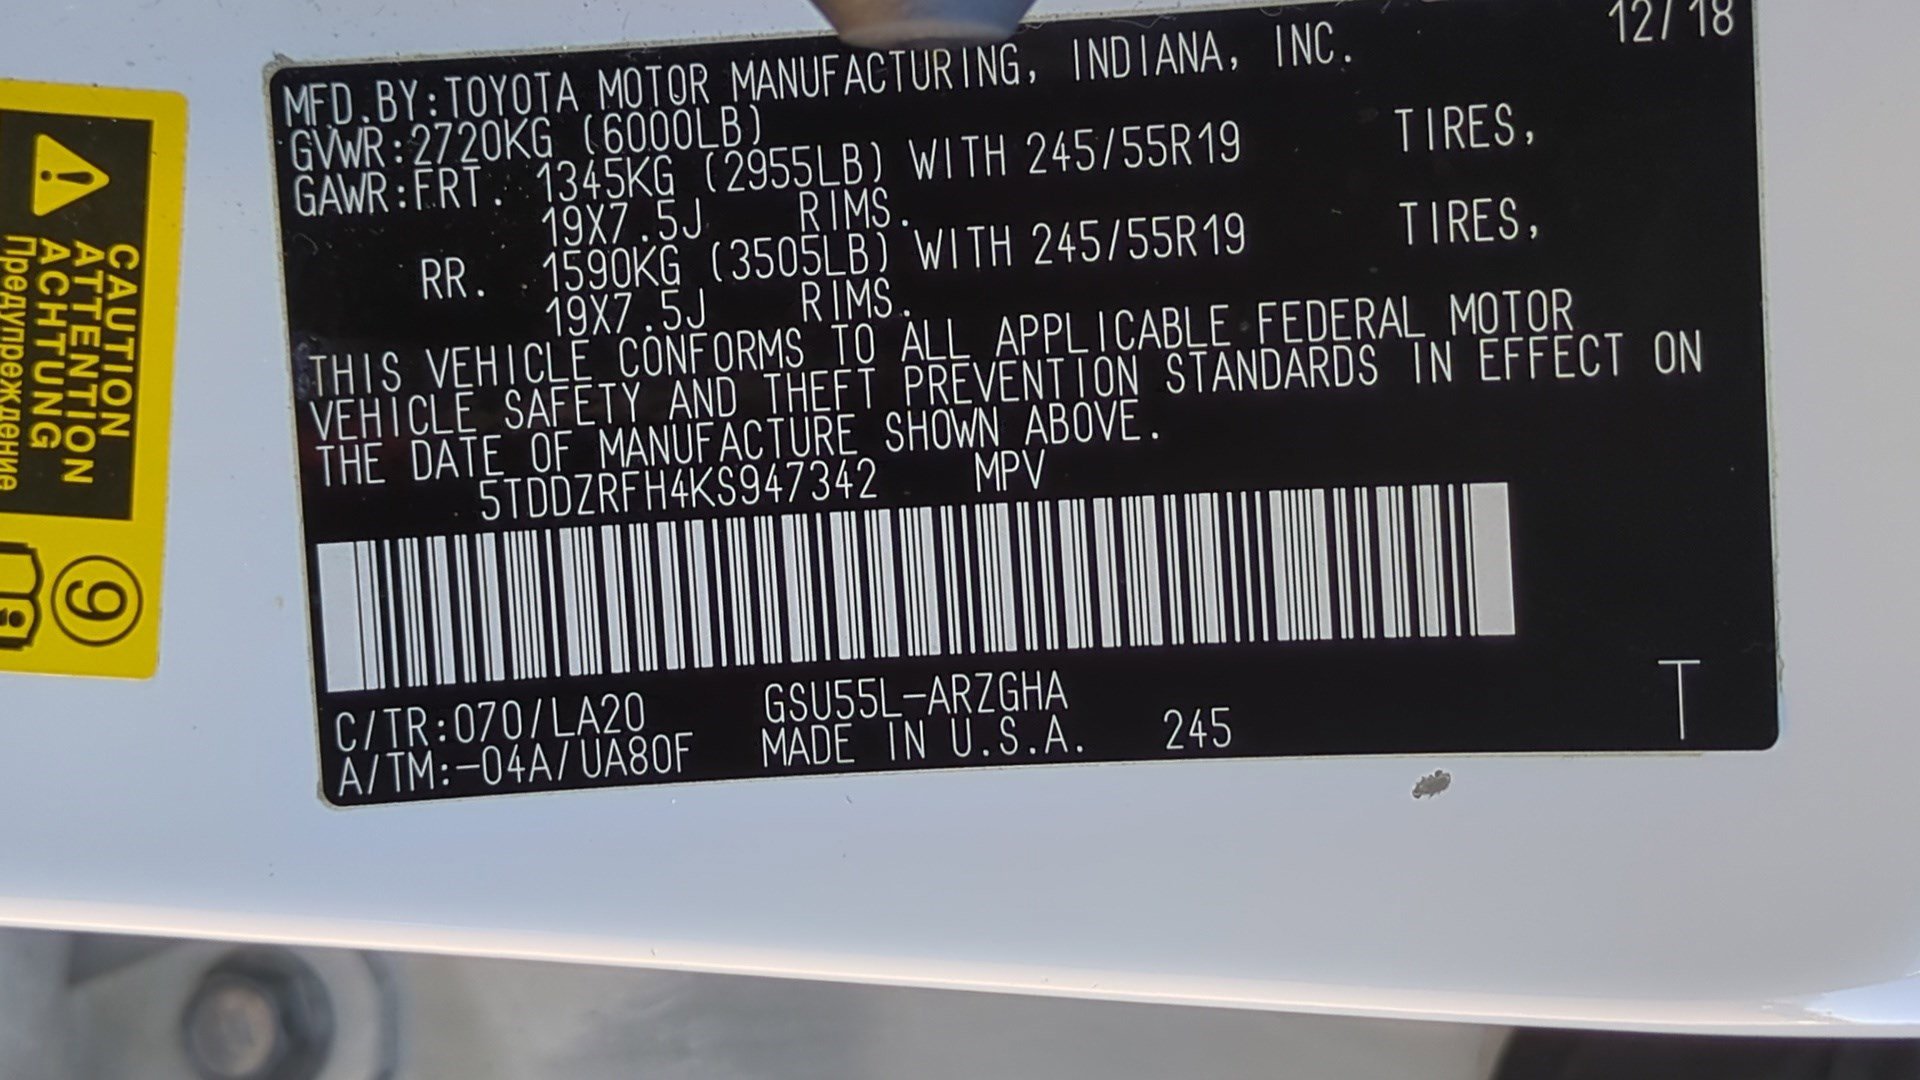 12/18
MFD.BY:TOYOTA MOTOR MANUFACTURING, INDIANA, INC.
GVWR:2720KG (6000LB)
GAWR:FRT. 1345KG (2955LB) WITH 245/55R19 TIRES,
19X7.5J RIMS.
RR. 1590KG (3505LB) WITH 245/55R19 TIRES,
19X7.5J RIMS.
THIS VEHICLE CONFORMS TO ALL APPLICABLE FEDERAL MOTOR
VEHICLE SAFETY AND THEFT PREVENTION STANDARDS IN EFFECT ON
THE DATE OF MANUFACTURE SHOWN ABOVE.
5TDDZRFH4KS947342 MPV
C/TR:070/LA20 GSU55L-ARZGHA
A/TM:-04A/UA80F MADE IN U.S.A. 245
T
CAUTION
ATTENTION
ACHTUNG
Предупреждение
9